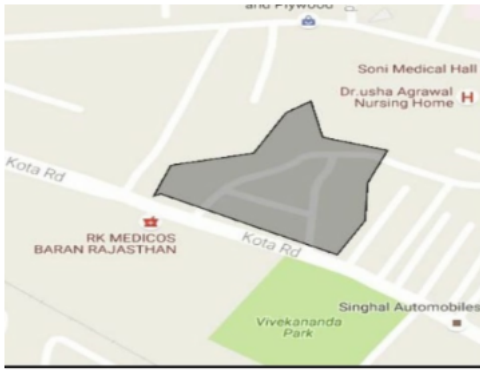 and Plywood
Soni Medical Hall
Dr.usha Agrawal
Nursing Home
H
Kota Rd
RK MEDICOS
BARAN RAJASTHAN
Kota Rd
Singhal Automobiles
Vivekananda
Park